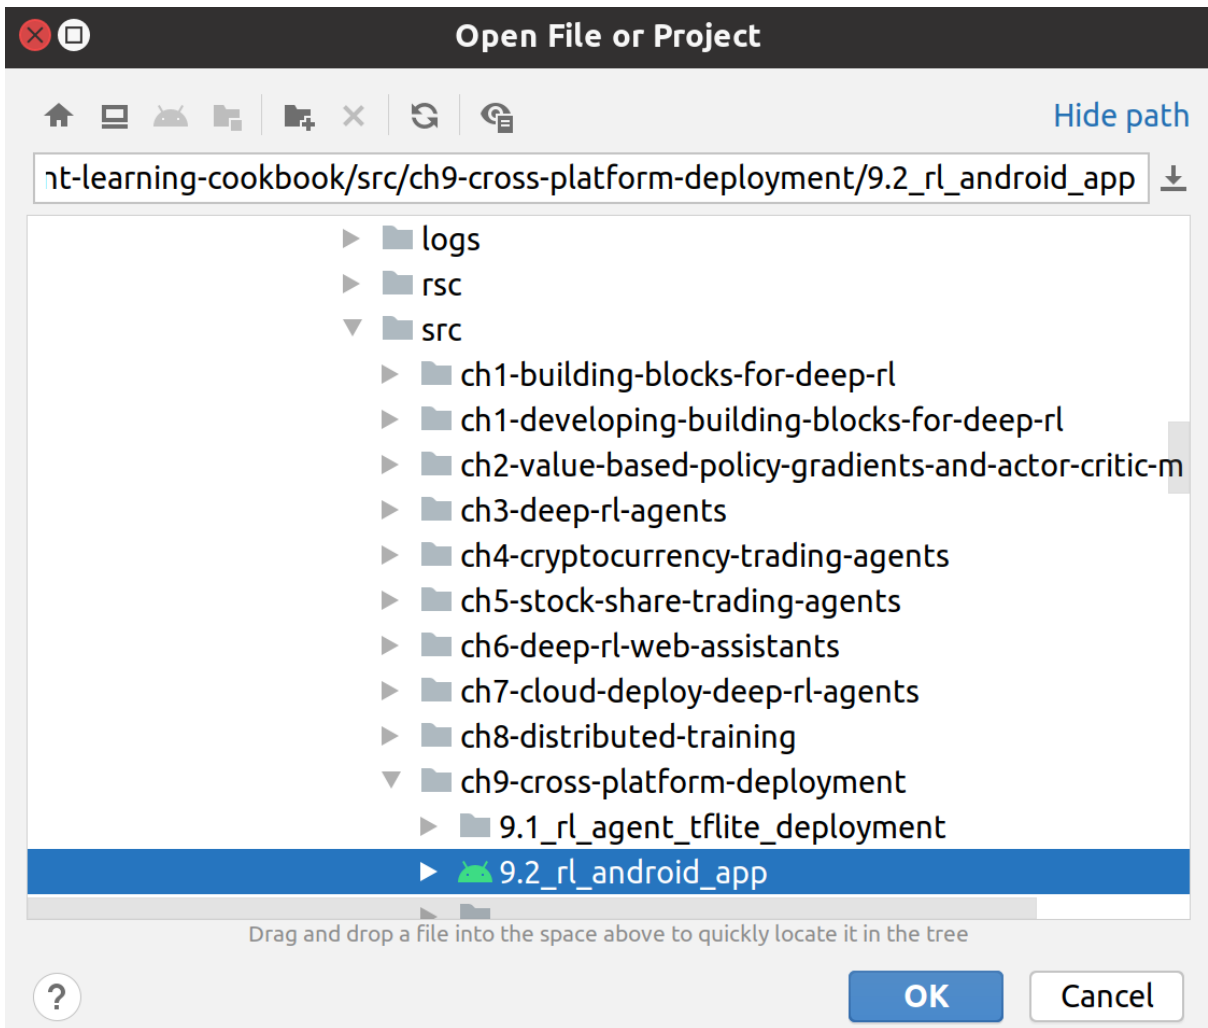 Open File or Project
Hide path
nt-learning-cookbook/src/ch9-cross-platform-deployment/9.2_rl_android_app
logs
rsc
src
ch1-building-blocks-for-deep-rl
ch1-developing-building-blocks-for-deep-rl
ch2-value-based-policy-gradients-and-actor-critic-m
ch3-deep-rl-agents
ch4-cryptocurrency-trading-agents
ch5-stock-share-trading-agents
ch6-deep-rl-web-assistants
ch7-cloud-deploy-deep-rl-agents
ch8-distributed-training
ch9-cross-platform-deployment
9.1_rl_agent_tflite_deployment
9.2_rl_android_app
Drag and drop a file into the space above to quickly locate it in the tree
?
OK
Cancel